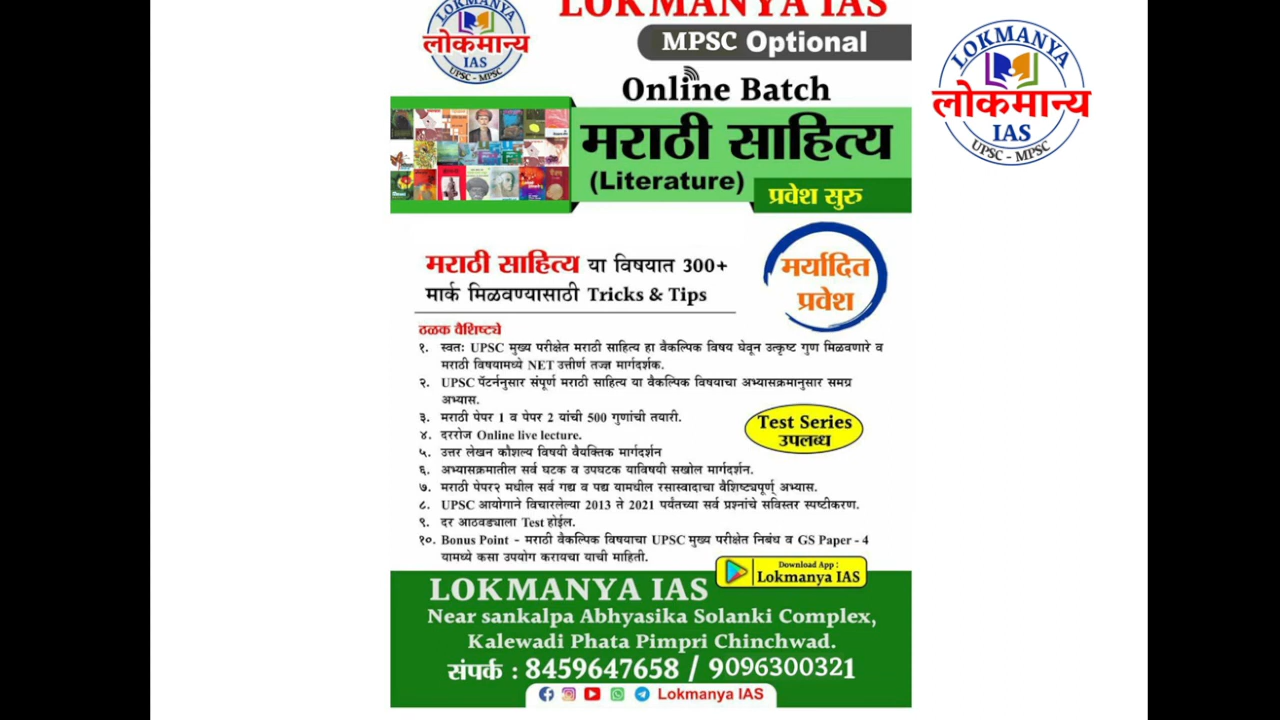 LOKMANYA IAS
LOKMANYA
लोकमान्य
IAS
UPSC - MPSC
MPSC Optional
Online Batch
मराठी साहित्य
(Literature)
प्रवेश सुरु
LOKMANYA
लोकमान्य
IAS
UPSC - MPSC
मराठी साहित्य या विषयात 300+
मार्क मिळवण्यासाठी Tricks & Tips
मर्यादित
प्रवेश
ठळक वैशिष्ट्ये
१. स्वतः UPSC मुख्य परीक्षेत मराठी साहित्य हा वैकल्पिक विषय घेवून उत्कृष्ट गुण मिळवणारे व
मराठी विषयामध्ये NET उत्तीर्ण तज्ज्ञ मार्गदर्शक.
२. UPSC पॅटर्ननुसार संपूर्ण मराठी साहित्य या वैकल्पिक विषयाचा अभ्यासक्रमानुसार समग्र
अभ्यास.
३. मराठी पेपर 1 व पेपर 2 यांची 500 गुणांची तयारी.
४. दररोज Online live lecture.
५. उत्तर लेखन कौशल्य विषयी वैयक्तिक मार्गदर्शन
६. अभ्यासक्रमातील सर्व घटक व उपघटक याविषयी सखोल मार्गदर्शन.
७. मराठी पेपर२ मधील सर्व गद्य व पद्य यामधील रसास्वादाचा वैशिष्ट्यपूर्ण अभ्यास.
८. UPSC आयोगाने विचारलेल्या 2013 ते 2021 पर्यंतच्या सर्व प्रश्नांचे सविस्तर स्पष्टीकरण.
९. दर आठवड्याला Test होईल.
१०. Bonus Point - मराठी वैकल्पिक विषयाचा UPSC मुख्य परीक्षेत निबंध व GS Paper - 4
यामध्ये कसा उपयोग करायचा याची माहिती.
Test Series
उपलब्ध
Download App :
Lokmanya IAS
LOKMANYA IAS
Near sankalpa Abhyasika Solanki Complex,
Kalewadi Phata Pimpri Chinchwad.
संपर्क : 8459647658 / 9096300321
Lokmanya IAS